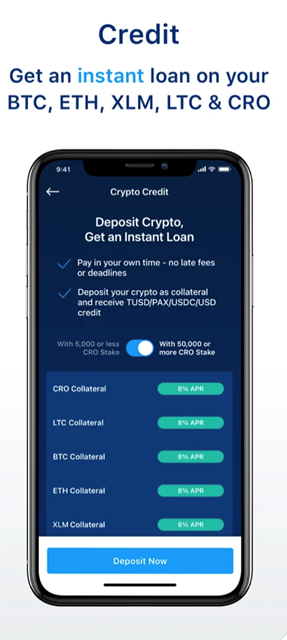 Credit
Get an instant loan on your
BTC, ETH, XLM, LTC & CRO
9:41
Crypto Credit
Deposit Crypto,
Get an Instant Loan
Pay in your own time - no late fees
or deadlines
Deposit your crypto as collateral
and receive TUSD/PAX/USDC/USD
credit
With 5,000 or less
CRO Stake
With 50,000 or
more CRO Stake
CRO Collateral 8% APR
LTC Collateral 8% APR
BTC Collateral 8% APR
ETH Collateral 8% APR
XLM Collateral 8% APR
Deposit Now